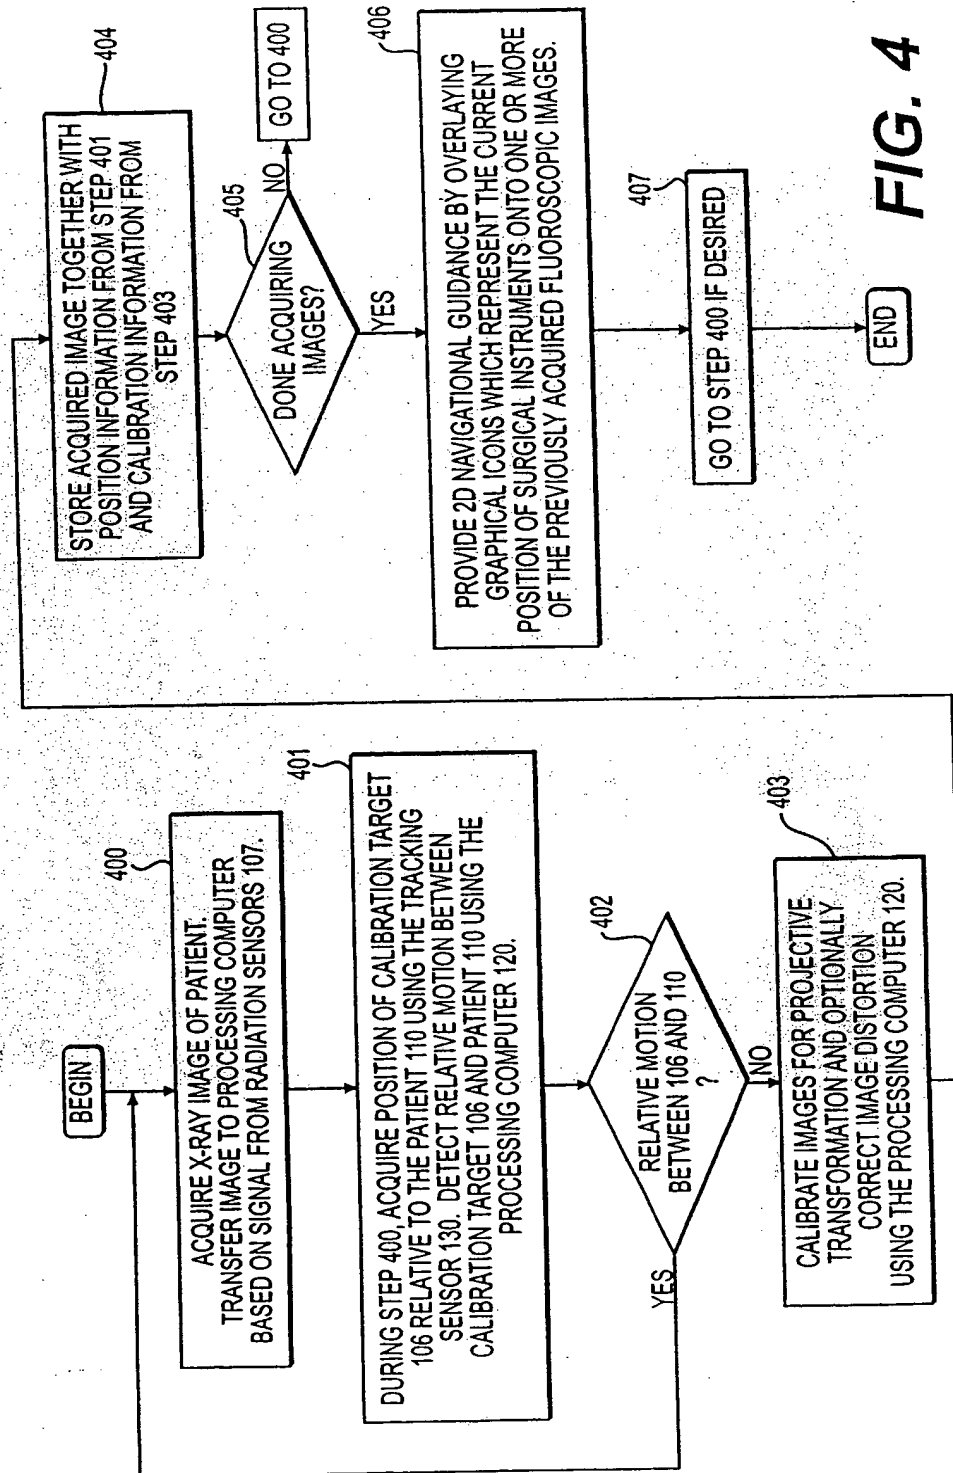 BEGIN
400
ACQUIRE X-RAY IMAGE OF PATIENT.
TRANSFER IMAGE TO PROCESSING COMPUTER
BASED ON SIGNAL FROM RADIATION SENSORS 107.
401
DURING STEP 400, ACQUIRE POSITION OF CALIBRATION TARGET
106 RELATIVE TO THE PATIENT 110 USING THE TRACKING
SENSOR 130. DETECT RELATIVE MOTION BETWEEN
CALIBRATION TARGET 106 AND PATIENT 110 USING THE
PROCESSING COMPUTER 120.
402
RELATIVE MOTION
BETWEEN 106 AND 110
?
YES
NO
403
CALIBRATE IMAGES FOR PROJECTIVE
TRANSFORMATION AND OPTIONALLY
CORRECT IMAGE DISTORTION
USING THE PROCESSING COMPUTER 120.
404
STORE ACQUIRED IMAGE TOGETHER WITH
POSITION INFORMATION FROM STEP 401
AND CALIBRATION INFORMATION FROM
STEP 403
405
DONE ACQUIRING
IMAGES?
NO
GO TO 400
YES
406
PROVIDE 2D NAVIGATIONAL GUIDANCE BY OVERLAYING
GRAPHICAL ICONS WHICH REPRESENT THE CURRENT
POSITION OF SURGICAL INSTRUMENTS ONTO ONE OR MORE
OF THE PREVIOUSLY ACQUIRED FLUOROSCOPIC IMAGES.
407
GO TO STEP 400 IF DESIRED
END
FIG. 4